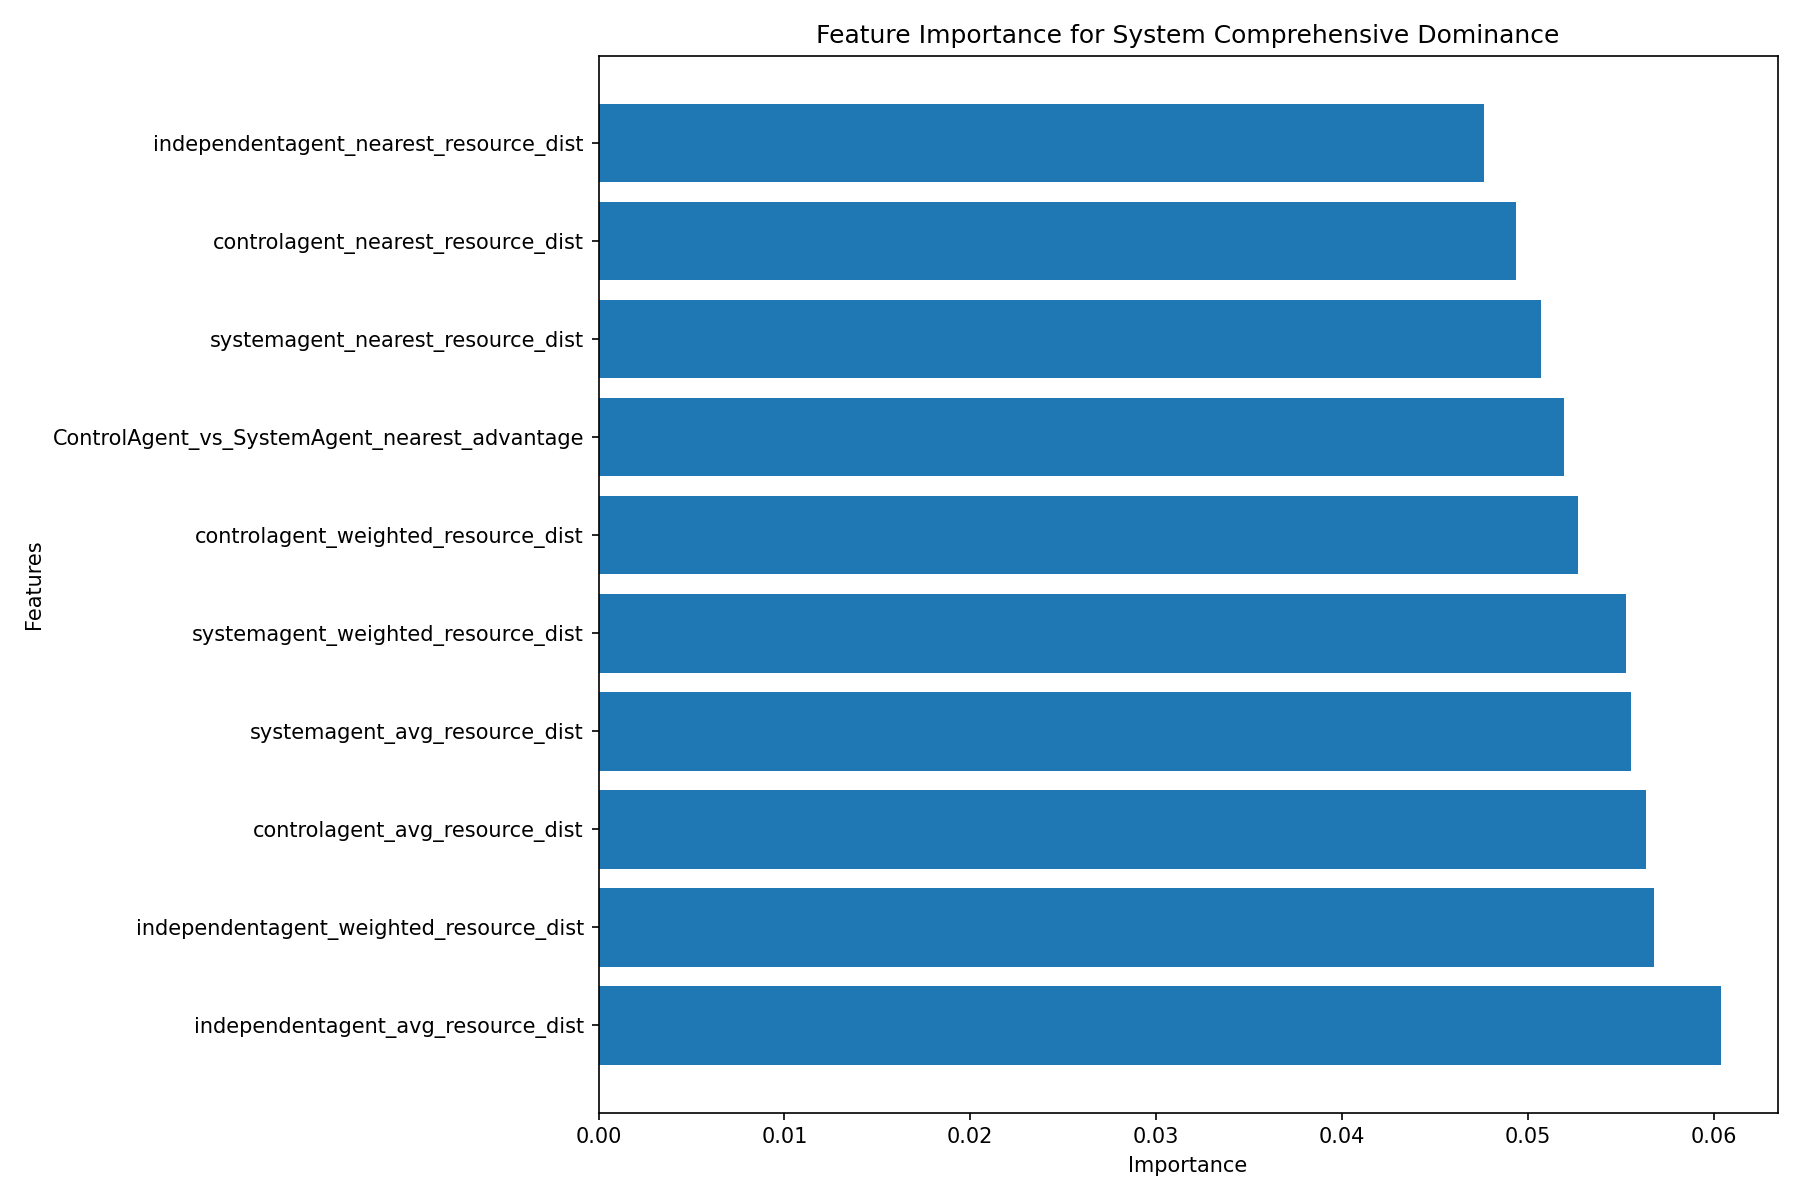 Feature Importance for System Comprehensive Dominance
independentagent_nearest_resource_dist
controlagent_nearest_resource_dist
systemagent_nearest_resource_dist
ControlAgent_vs_SystemAgent_nearest_advantage
controlagent_weighted_resource_dist
systemagent_weighted_resource_dist
systemagent_avg_resource_dist
controlagent_avg_resource_dist
independentagent_weighted_resource_dist
independentagent_avg_resource_dist
Features
0.00 0.01 0.02 0.03 0.04 0.05 0.06
Importance